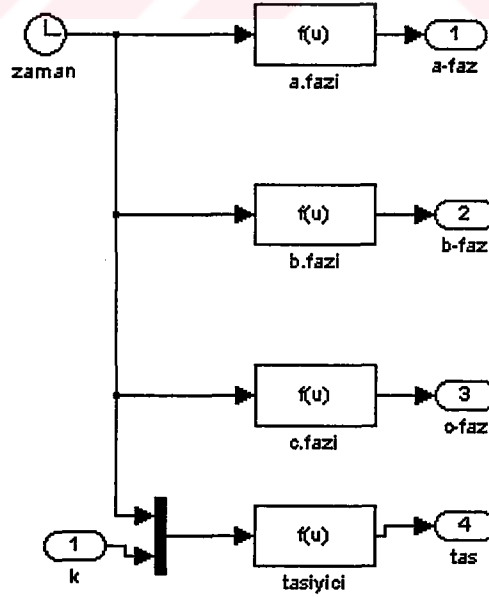 f(u)
1
zaman
a.fazi
a-faz
f(u)
2
b.fazi
b-faz
f(u)
3
c.fazi
c-faz
1
f(u)
4
k
tasiyici
tas